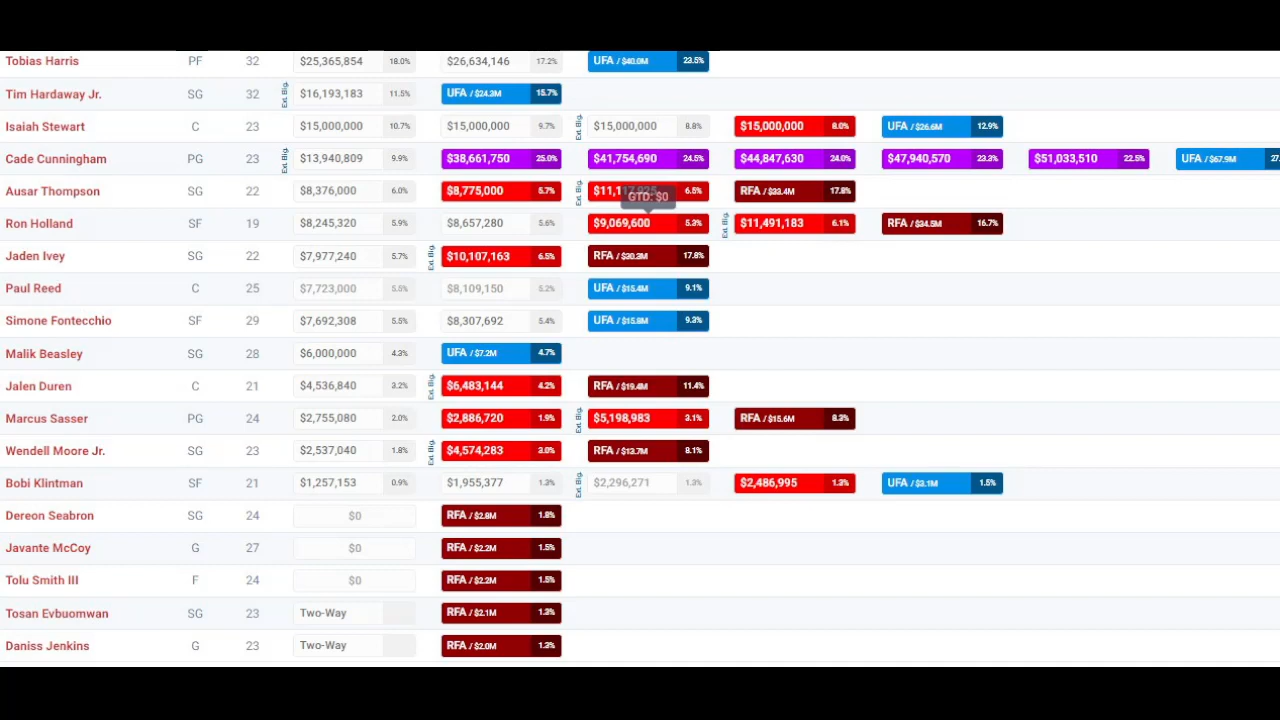 Tobias Harris PF 32 $25,365,854 18.0% $26,634,146 17.2% UFA / $40.0M 23.5%
Tim Hardaway Jr. SG 32 Ext. Elig. $16,193,183 11.5% UFA / $24.3M 15.7%
Isaiah Stewart C 23 $15,000,000 10.7% $15,000,000 9.7% Ext. Elig. $15,000,000 8.8% $15,000,000 8.0% UFA / $26.6M 12.9%
Cade Cunningham PG 23 Ext. Elig. $13,940,809 9.9% $38,661,750 25.0% $41,754,690 24.5% $44,847,630 24.0% $47,940,570 23.3% $51,033,510 22.5% UFA / $67.9M 27.
Ausar Thompson SG 22 $8,376,000 6.0% $8,775,000 5.7% Ext. Elig. 6.5% RFA / $33.4M 17.8%
GTD: $0
Ron Holland SF 19 $8,245,320 5.9% $8,657,280 5.6% $9,069,600 5.3% Ext. Elig. $11,491,183 6.1% RFA / $34.5M 16.7%
Jaden Ivey SG 22 $7,977,240 5.7% Ext. Elig. $10,107,163 6.5% RFA / $30.3M 17.8%
Paul Reed C 25 $7,723,000 5.5% $8,109,150 5.2% UFA / $15.4M 9.1%
Simone Fontecchio SF 29 $7,692,308 5.5% $8,307,692 5.4% UFA / $15.8M 9.3%
Malik Beasley SG 28 $6,000,000 4.3% UFA / $7.2M 4.7%
Jalen Duren C 21 $4,536,840 3.2% Ext. Elig. $6,483,144 4.2% RFA / $19.4M 11.4%
Marcus Sasser PG 24 $2,755,080 2.0% $2,886,720 1.9% Ext. Elig. $5,198,983 3.1% RFA / $15.6M 8.3%
Wendell Moore Jr. SG 23 $2,537,040 1.8% Ext. Elig. $4,574,283 3.0% RFA / $13.7M 8.1%
Bobi Klintman SF 21 $1,257,153 0.9% $1,955,377 1.3% Ext. Elig. $2,296,271 1.3% $2,486,995 1.3% UFA / $3.1M 1.5%
Dereon Seabron SG 24 $0 RFA / $2.8M 1.8%
Javante McCoy G 27 $0 RFA / $2.2M 1.5%
Tolu Smith III F 24 $0 RFA / $2.2M 1.5%
Tosan Evbuomwan SG 23 Two-Way RFA / $2.1M 1.3%
Daniss Jenkins G 23 Two-Way RFA / $2.0M 1.3%